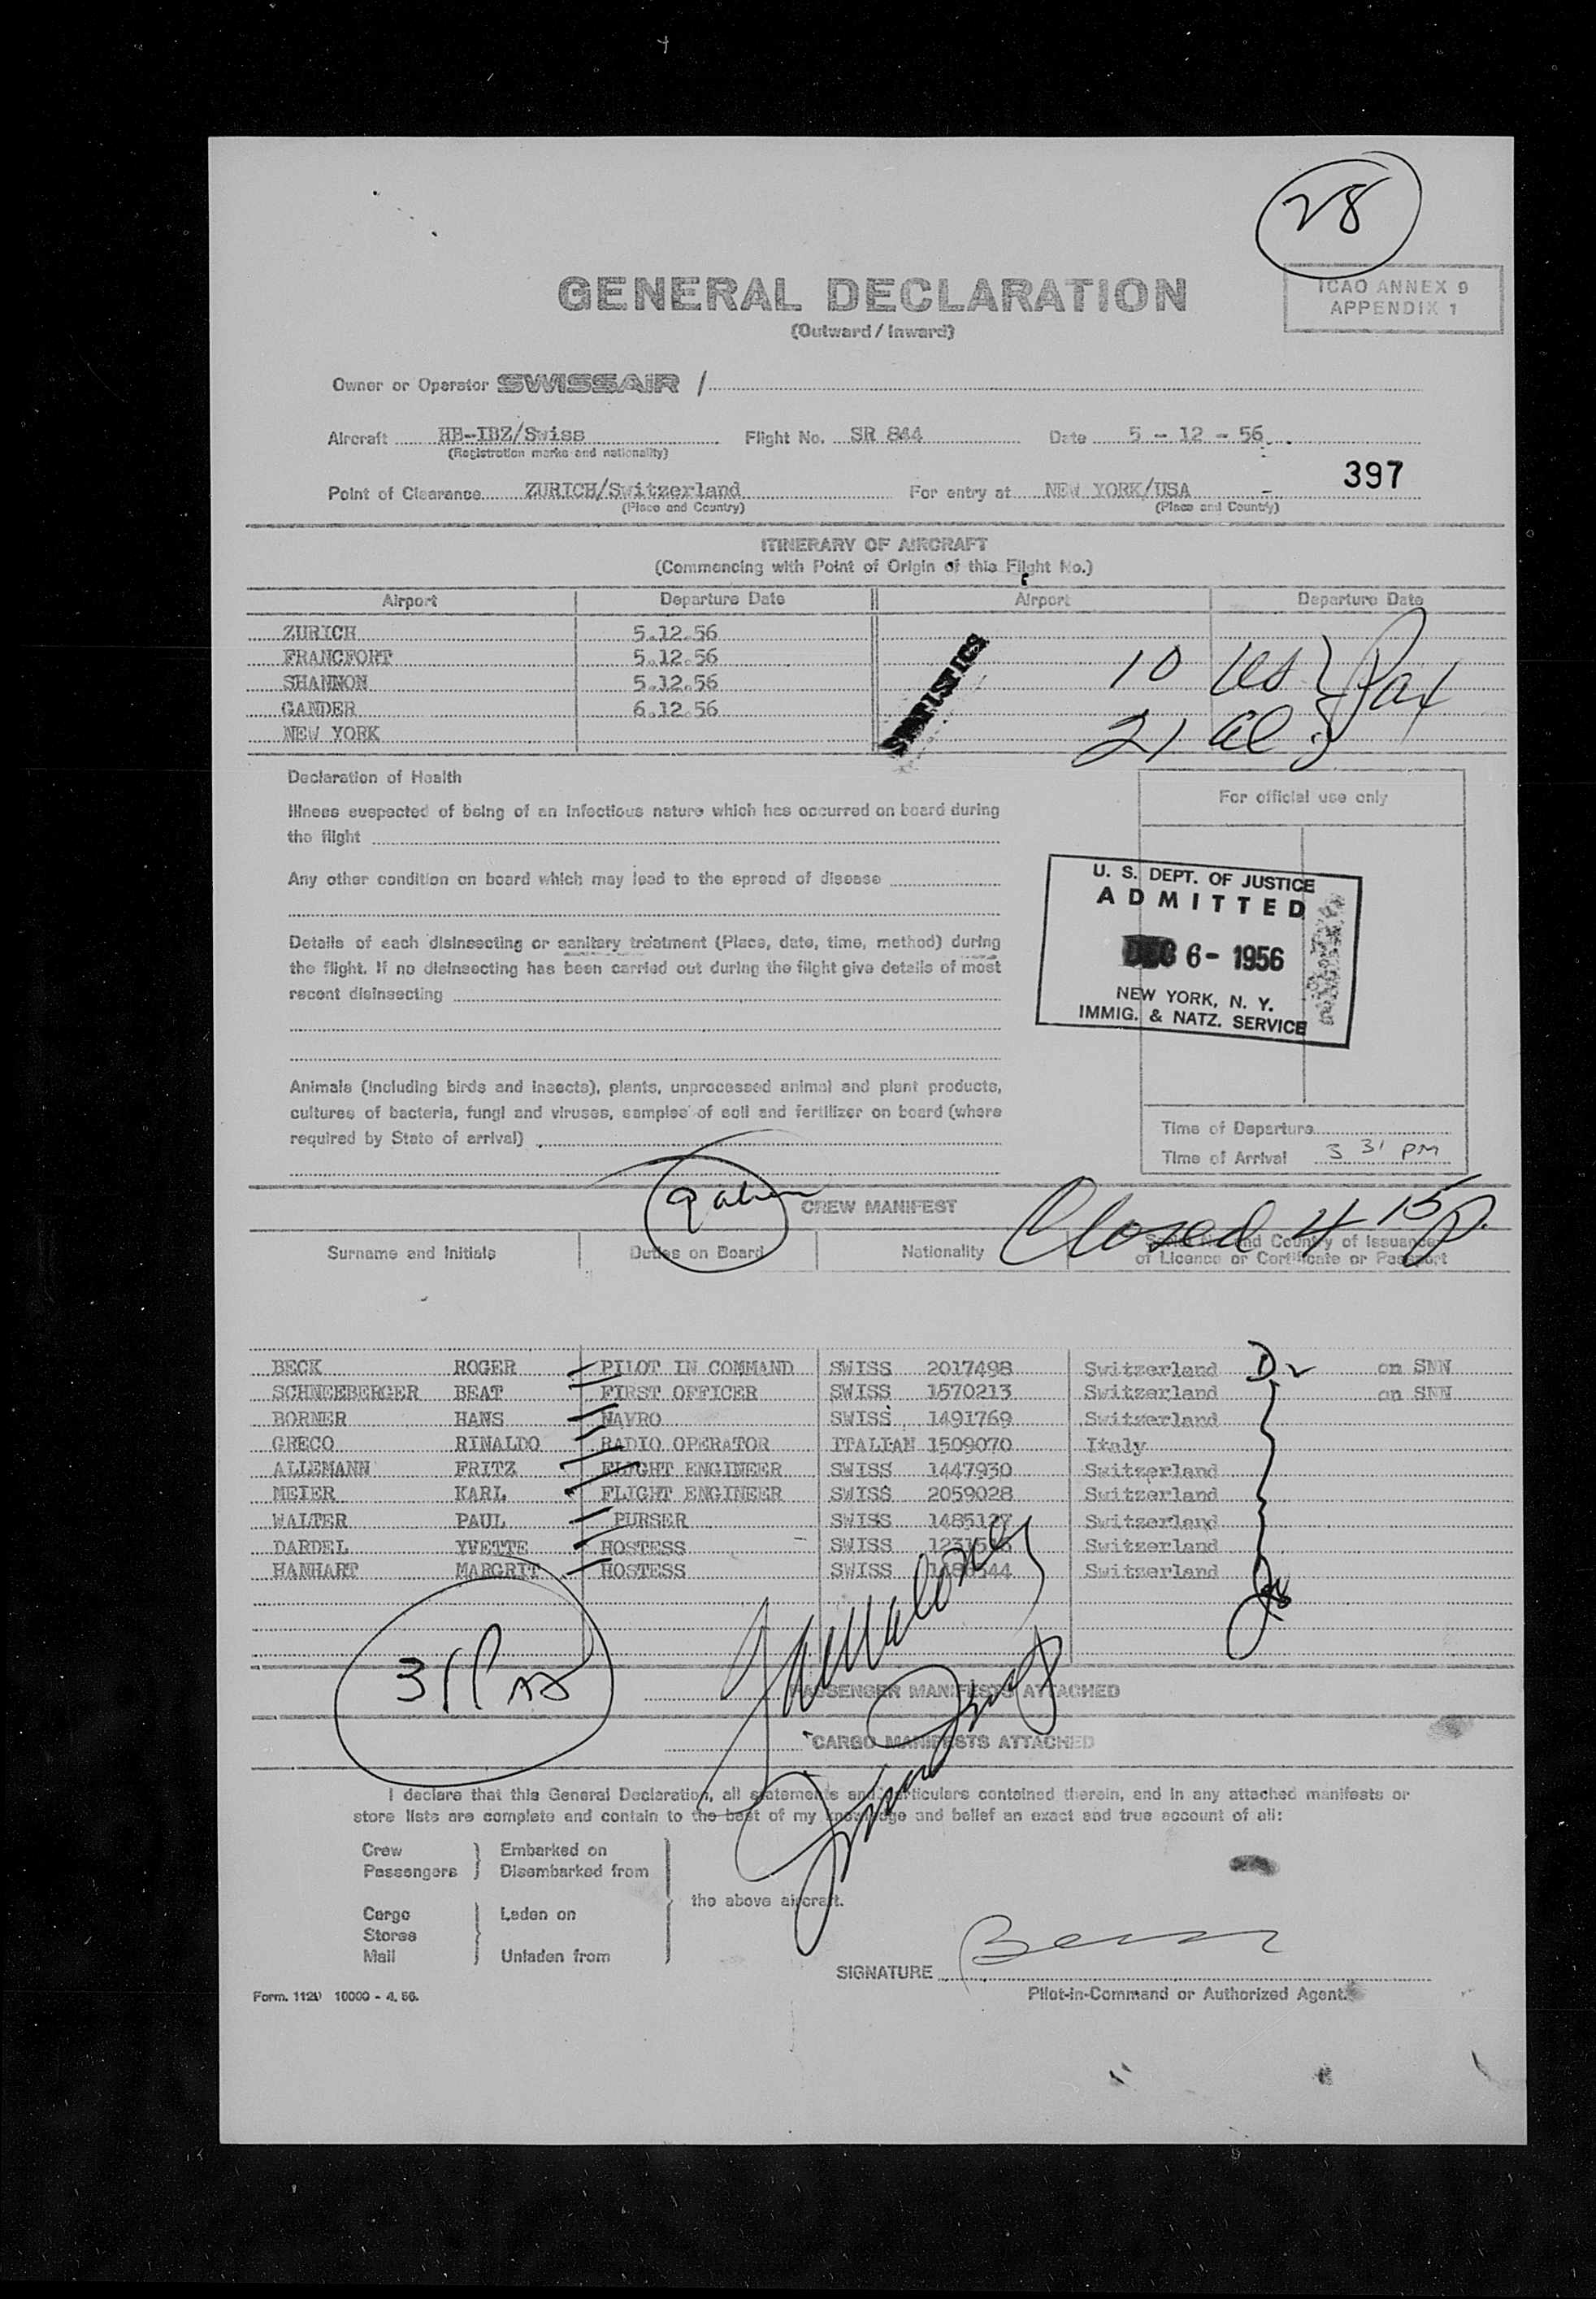 28
GENERAL DECLARATION
(Outward / Inward)
ICAO ANNEX 9
APPENDIX 1
Owner or Operator SWISSAIR /
Aircraft HB-IBZ/Swiss Flight No. SR 844 Date 5 - 12 - 56
(Registration marks and nationality)
397
Point of Clearance ZURICH/Switzerland For entry at NEW YORK/USA
(Place and Country) (Place and Country)
ITINERARY OF AIRCRAFT
(Commencing with Point of Origin of this Flight No.)
Airport Departure Date Airport Departure Date
ZURICH 5.12.56
FRANCFORT 5.12.56
SHANNON 5.12.56
GANDER 6.12.56
NEW YORK
STATISTICS
10 US } Pax
21 al
Declaration of Health
Illness suspected of being of an infectious nature which has occurred on board during
the flight
Any other condition on board which may lead to the spread of disease
Details of each disinsecting or sanitary treatment (Place, date, time, method) during
the flight. If no disinsecting has been carried out during the flight give details of most
recent disinsecting
Animals (including birds and insects), plants, unprocessed animal and plant products,
cultures of bacteria, fungi and viruses, samples of soil and fertilizer on board (where
required by State of arrival)
For official use only
U. S. DEPT. OF JUSTICE
ADMITTED
DEC 6 - 1956
NEW YORK, N. Y.
IMMIG. & NATZ. SERVICE
Time of Departure
Time of Arrival 3 31 PM
9 alien
CREW MANIFEST
Closed 4 15 p.
Surname and Initials Duties on Board Nationality Serial No. and Country of Issuance
of Licence or Certificate or Passport
BECK ROGER PILOT IN COMMAND SWISS 2017498 Switzerland on SNN
SCHNEEBERGER BEAT FIRST OFFICER SWISS 1570213 Switzerland on SNN
BORNER HANS NAVRO SWISS 1491769 Switzerland
GRECO RINALDO RADIO OPERATOR ITALIAN 1509070 Italy
ALLEMANN FRITZ FLIGHT ENGINEER SWISS 1447930 Switzerland
MEIER KARL FLIGHT ENGINEER SWISS 2059028 Switzerland
WALTER PAUL PURSER SWISS 1485127 Switzerland
DARDEL YVETTE HOSTESS SWISS Switzerland
HANHART MARGRIT HOSTESS SWISS Switzerland
31 Pax
PASSENGER MANIFESTS ATTACHED
CARGO MANIFESTS ATTACHED
I declare that this General Declaration, all statements and particulars contained therein, and in any attached manifests or
store lists are complete and contain to the best of my knowledge and belief an exact and true account of all:
Crew } Embarked on
Passengers } Disembarked from
the above aircraft.
Cargo } Laden on
Stores
Mail } Unladen from
SIGNATURE
Pilot-in-Command or Authorized Agent.
Form. 1120 10000 - 4. 56.